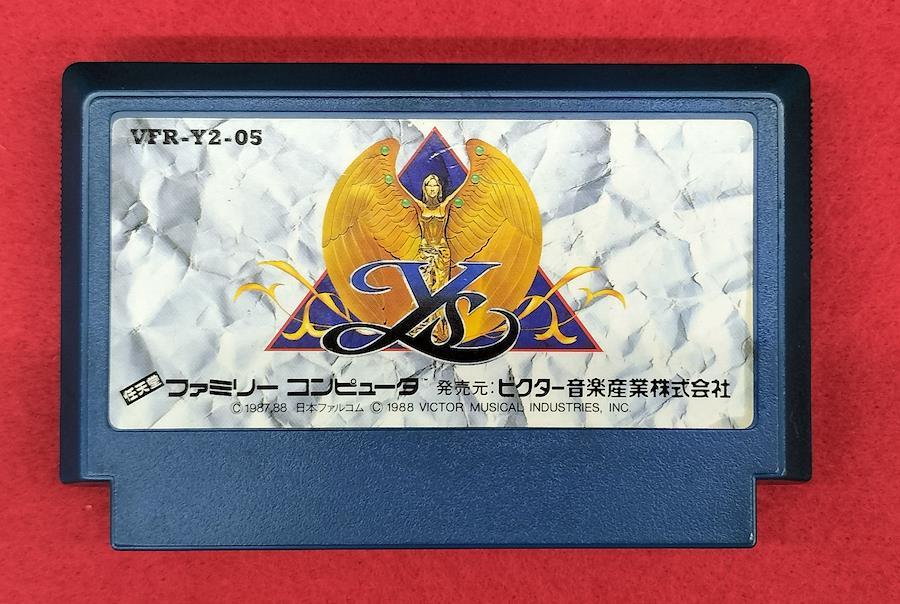 VFR-Y2-05
Ys
任天堂 ファミリー コンピュータ™ 発売元:ビクター音楽産業株式会社
© 1987,88 日本ファルコム © 1988 VICTOR MUSICAL INDUSTRIES, INC.